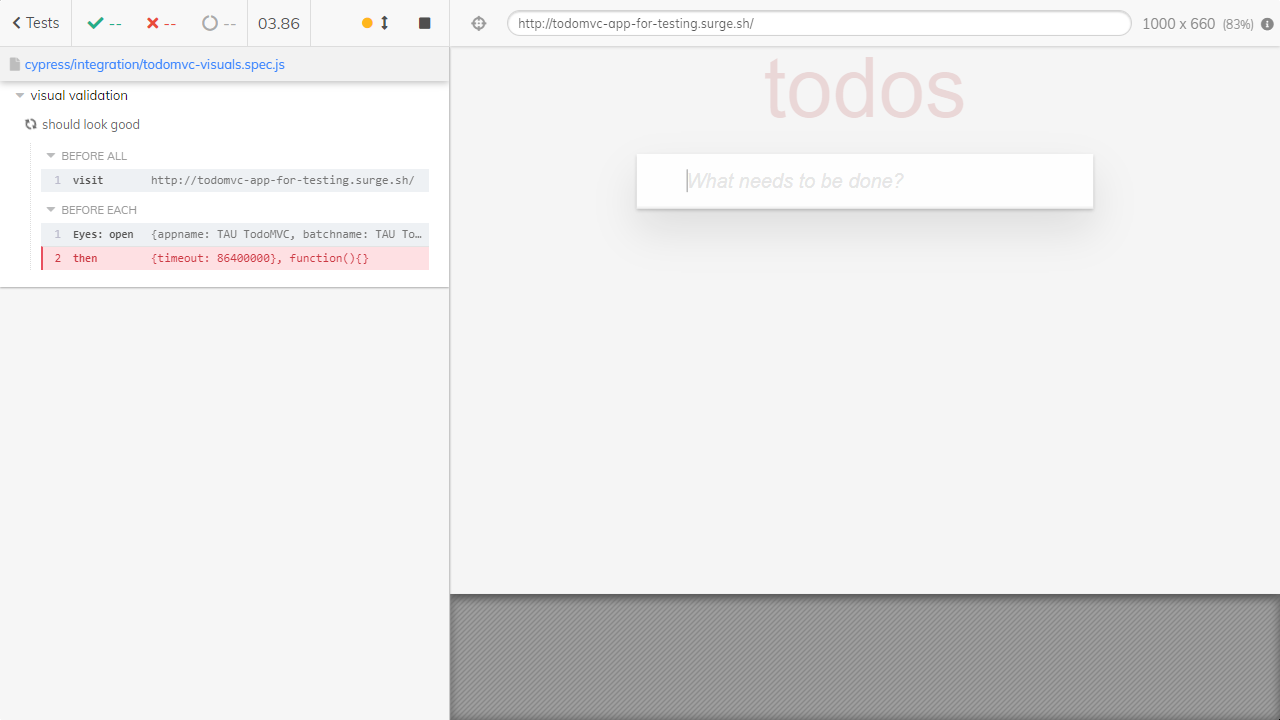 Tests -- -- -- 03.86
http://todomvc-app-for-testing.surge.sh/ 1000 x 660 (83%)
cypress/integration/todomvc-visuals.spec.js
visual validation
should look good
BEFORE ALL
1 visit http://todomvc-app-for-testing.surge.sh/
BEFORE EACH
1 Eyes: open {appname: TAU TodoMVC, batchname: TAU To…
2 then {timeout: 86400000}, function(){}
todos
What needs to be done?